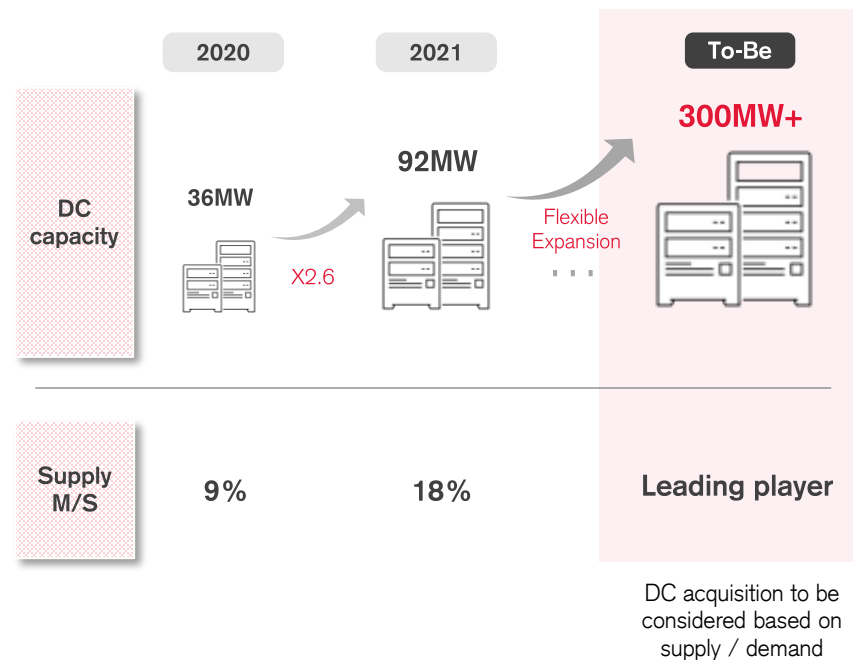 2020
2021
To-Be
DC
capacity
36MW
X2.6
92MW
Flexible
Expansion
300MW+
Supply
M/S
9%
18%
Leading player
DC acquisition to be
considered based on
supply / demand